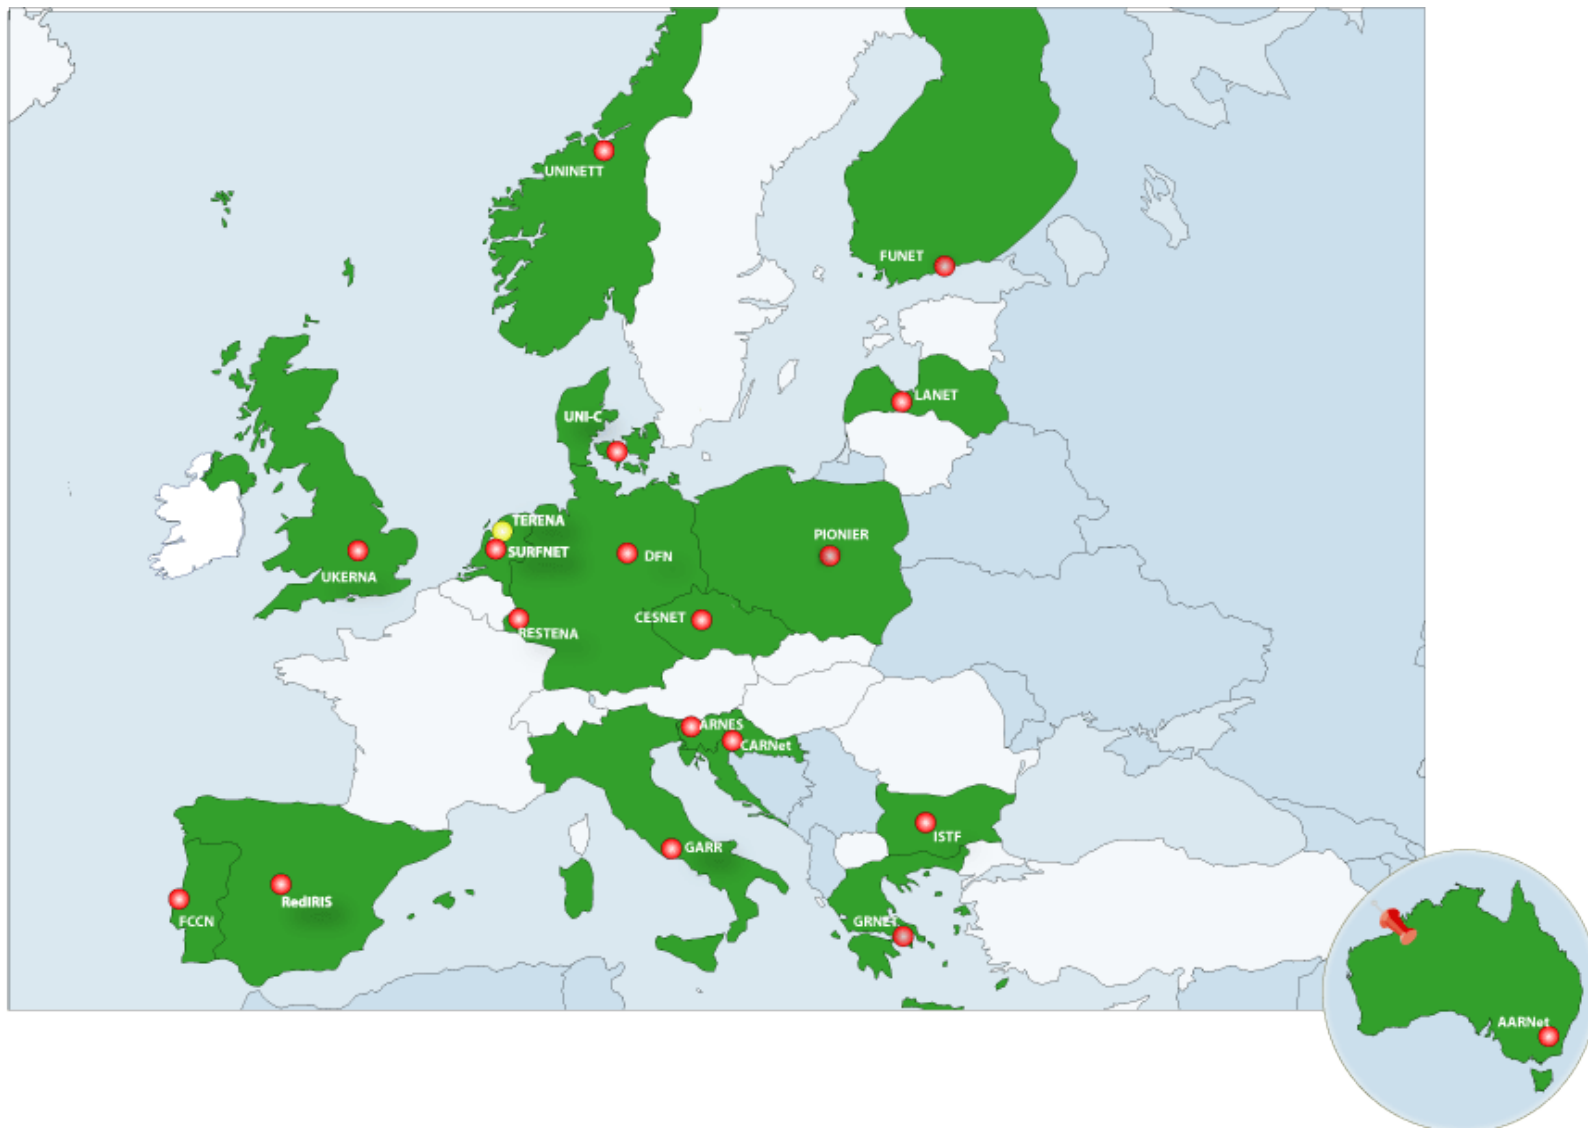 UNINETT
FUNET
LANET
UNI-C
TERENA
SURFNET
DFN
PIONIER
UKERNA
CESNET
RESTENA
ARNES
CARNet
ISTF
GARR
RedIRIS
FCCN
GRNET
AARNet